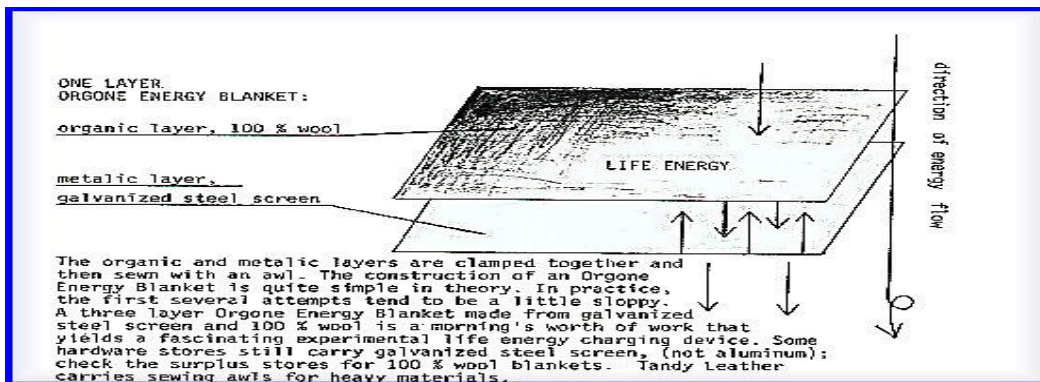 ONE LAYER
ORGONE ENERGY BLANKET:
organic layer, 100 % wool
LIFE ENERGY
metalic layer,
galvanized steel screen
direction of energy flow
The organic and metalic layers are clamped together and
then sewn with an awl. The construction of an Orgone
Energy Blanket is quite simple in theory. In practice,
the first several attempts tend to be a little sloppy.
A three layer Orgone Energy Blanket made from galvanized
steel screen and 100 % wool is a morning's worth of work that
yields a fascinating experimental life energy charging device. Some
hardware stores still carry galvanized steel screen, (not aluminum);
check the surplus stores for 100 % wool blankets. Tandy Leather
carries sewing awls for heavy materials.